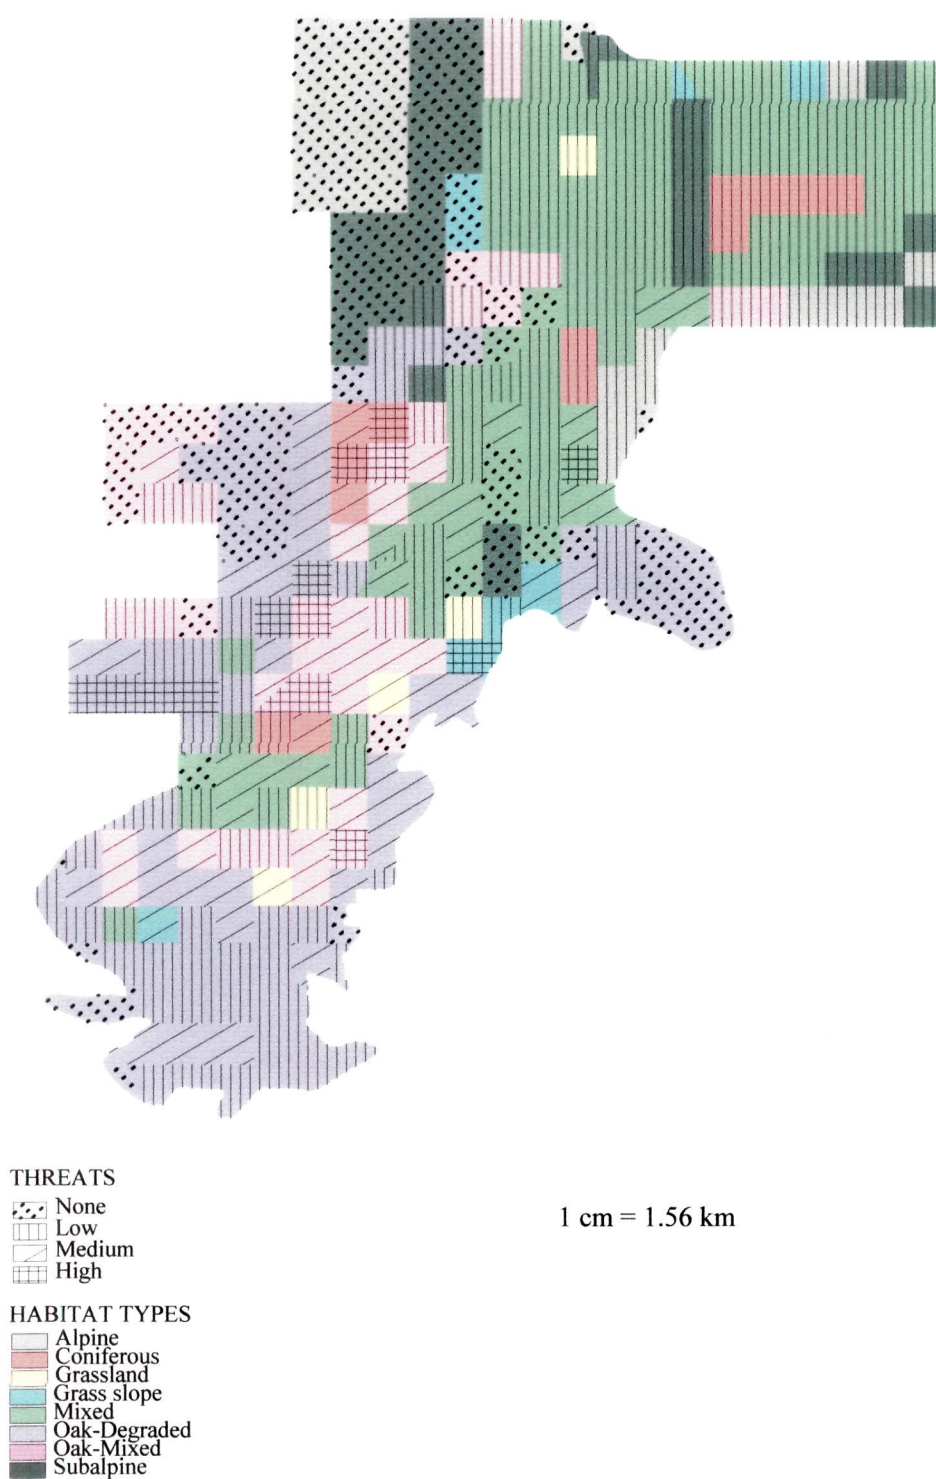 THREATS
None
Low
Medium
High
1 cm = 1.56 km
HABITAT TYPES
Alpine
Coniferous
Grassland
Grass slope
Mixed
Oak-Degraded
Oak-Mixed
Subalpine